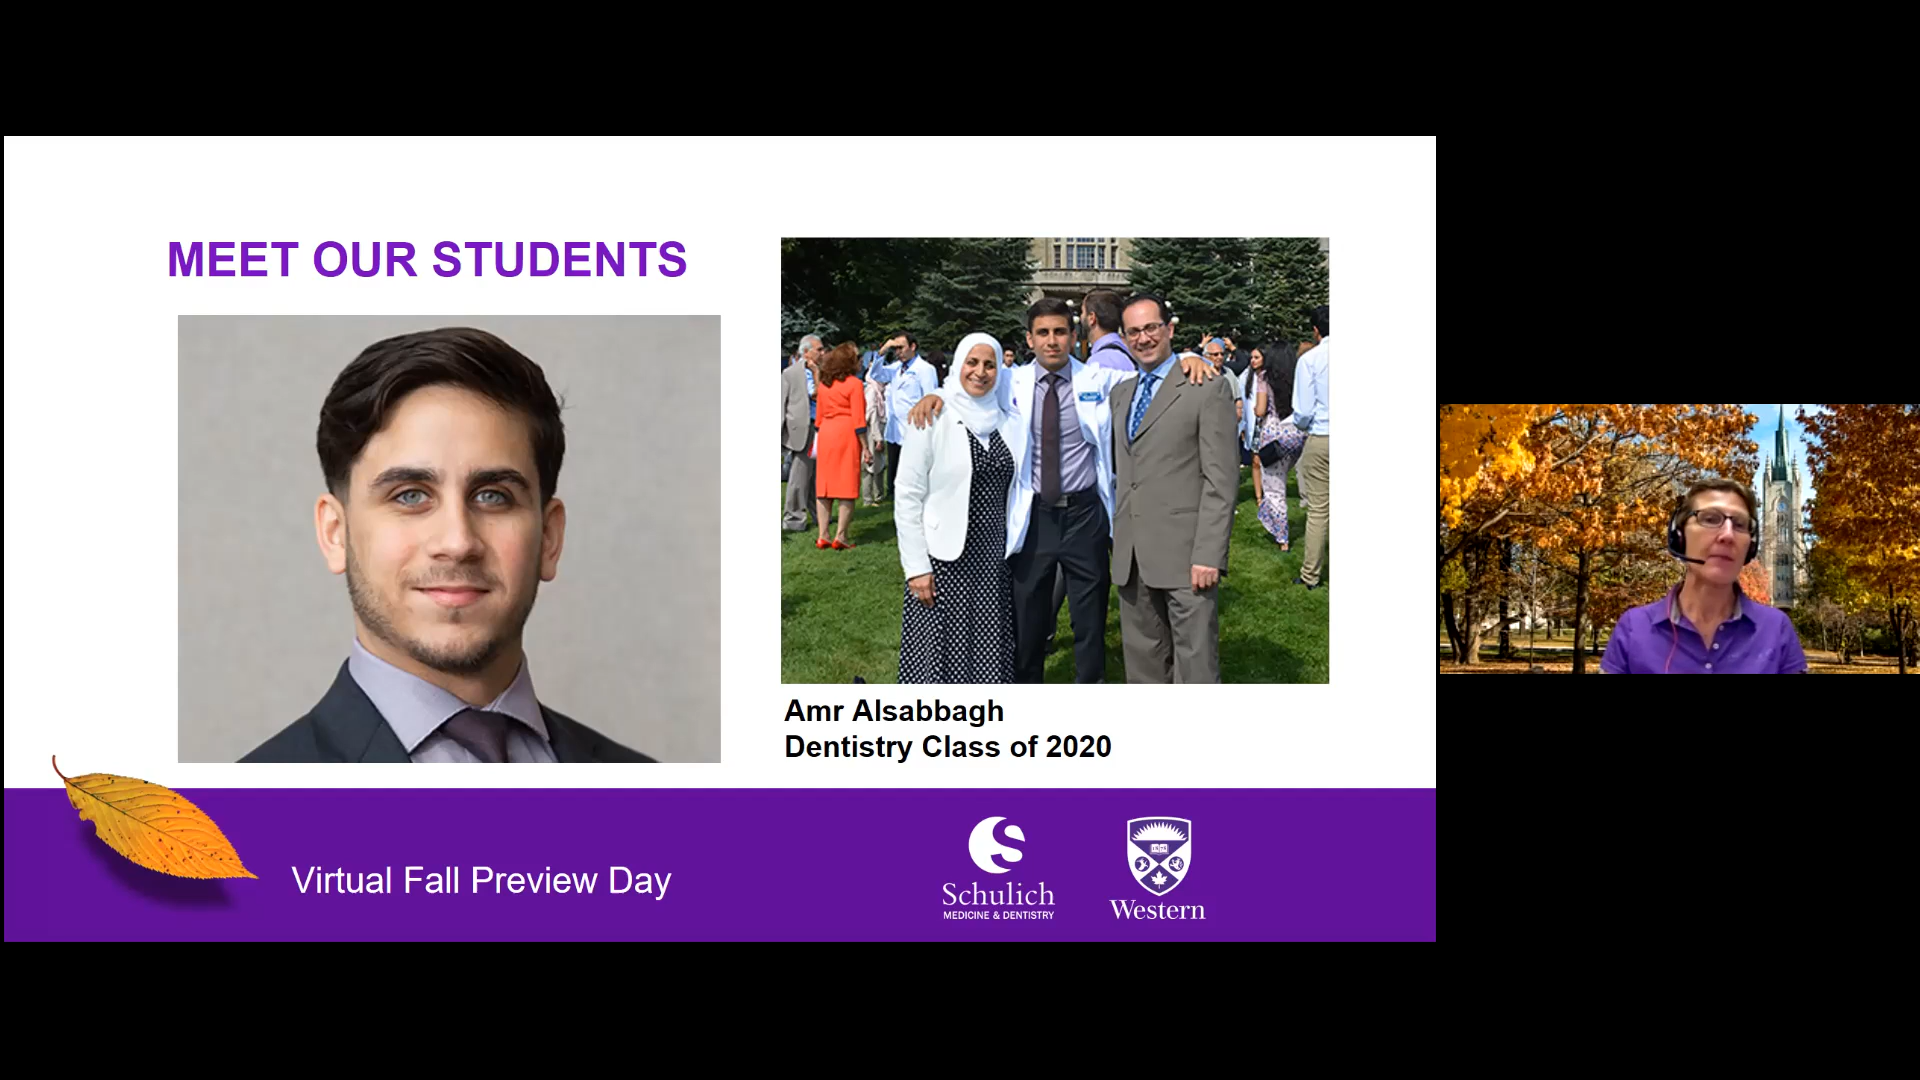 MEET OUR STUDENTS
Amr Alsabbagh
Dentistry Class of 2020
Virtual Fall Preview Day
Schulich
MEDICINE & DENTISTRY
Western